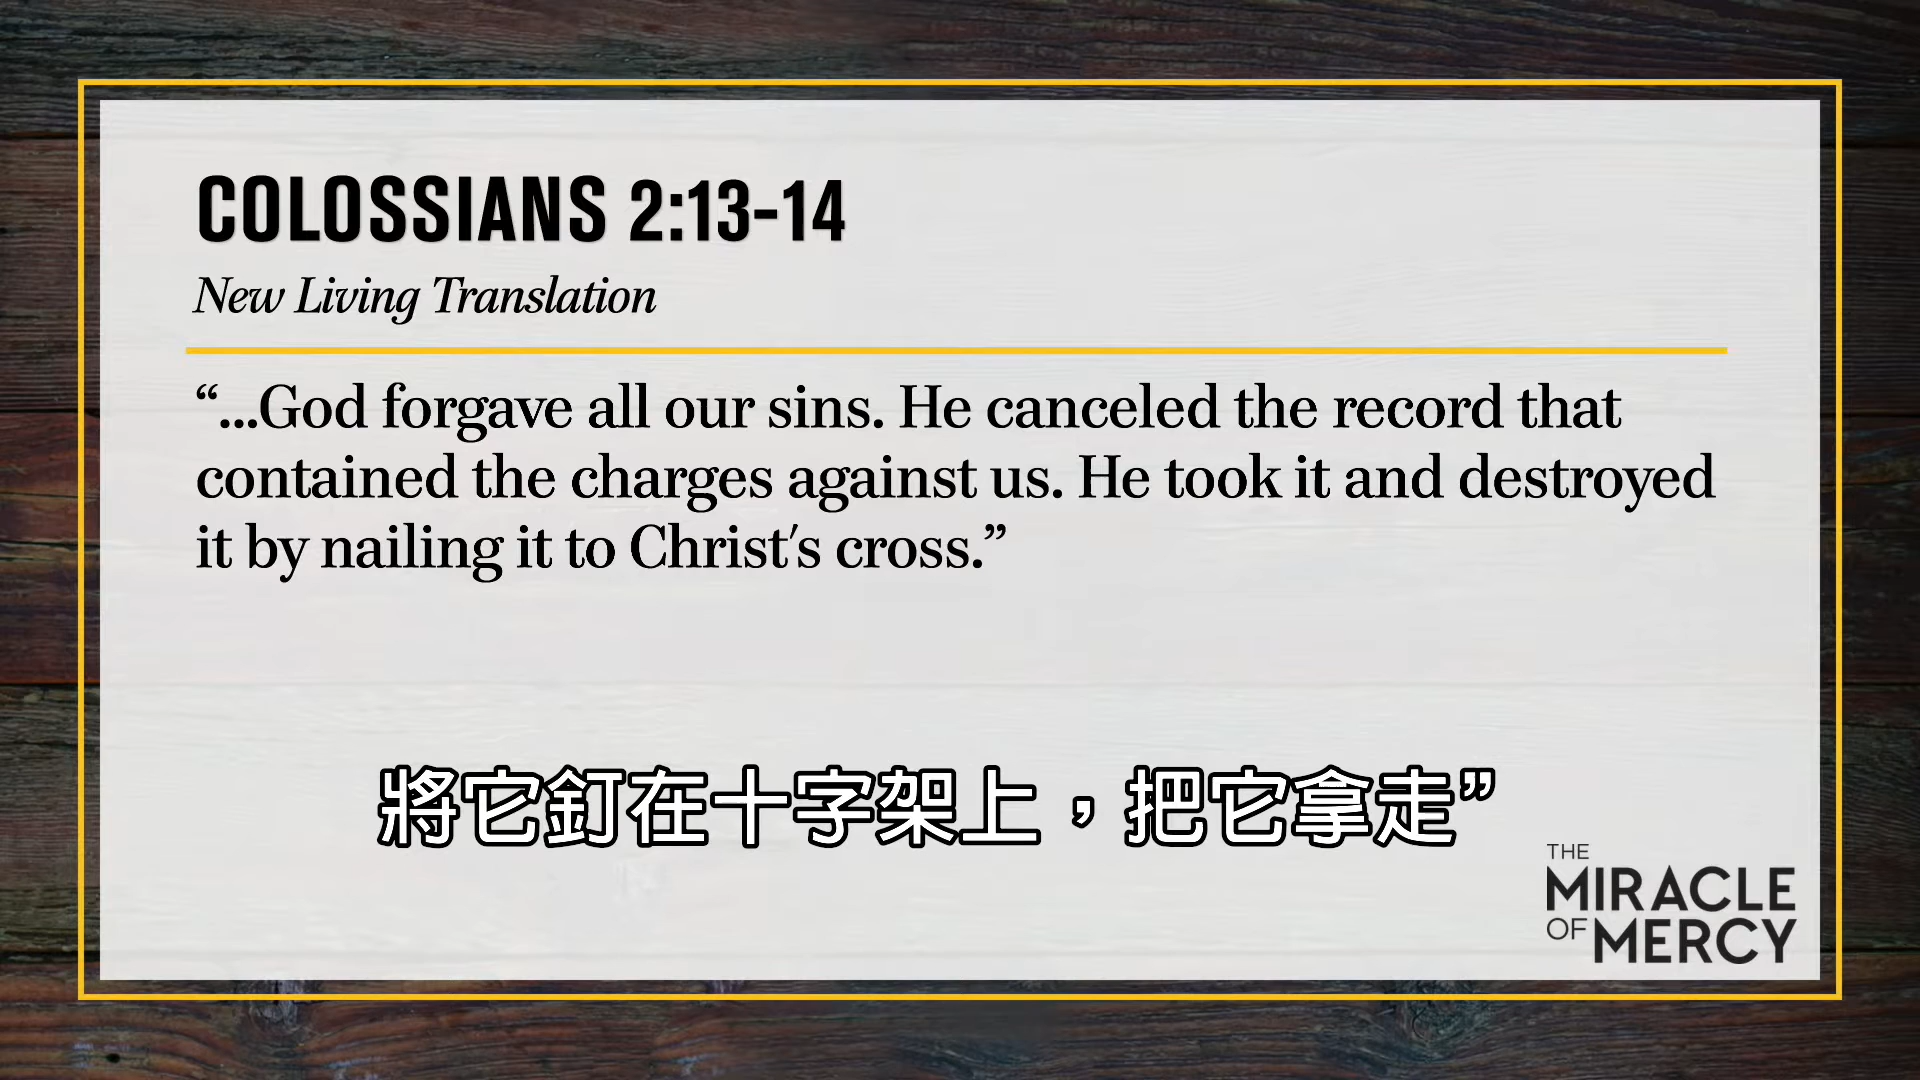 COLOSSIANS 2:13-14
New Living Translation
“...God forgave all our sins. He canceled the record that
contained the charges against us. He took it and destroyed
it by nailing it to Christ's cross.”
將它釘在十字架上，把它拿走”
THE
MIRACLE
OF MERCY